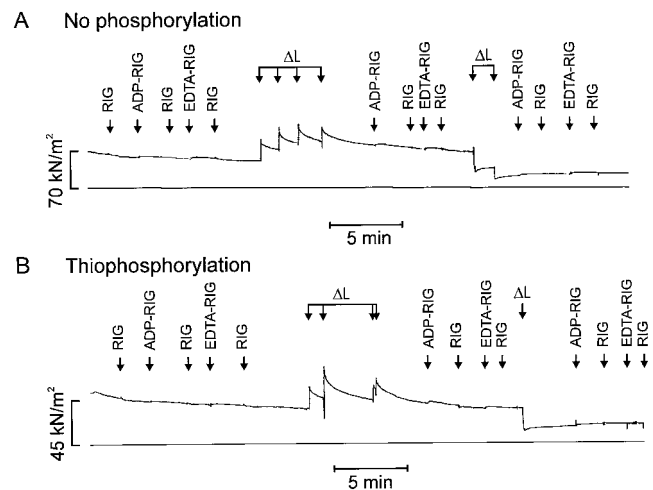 A No phosphorylation
ΔL ΔL
RIG ADP-RIG RIG EDTA-RIG RIG ADP-RIG RIG EDTA-RIG RIG ADP-RIG RIG EDTA-RIG RIG
70 kN/m²
5 min
B Thiophosphorylation
ΔL ΔL
RIG ADP-RIG RIG EDTA-RIG RIG ADP-RIG RIG EDTA-RIG RIG ADP-RIG RIG EDTA-RIG RIG
45 kN/m²
5 min